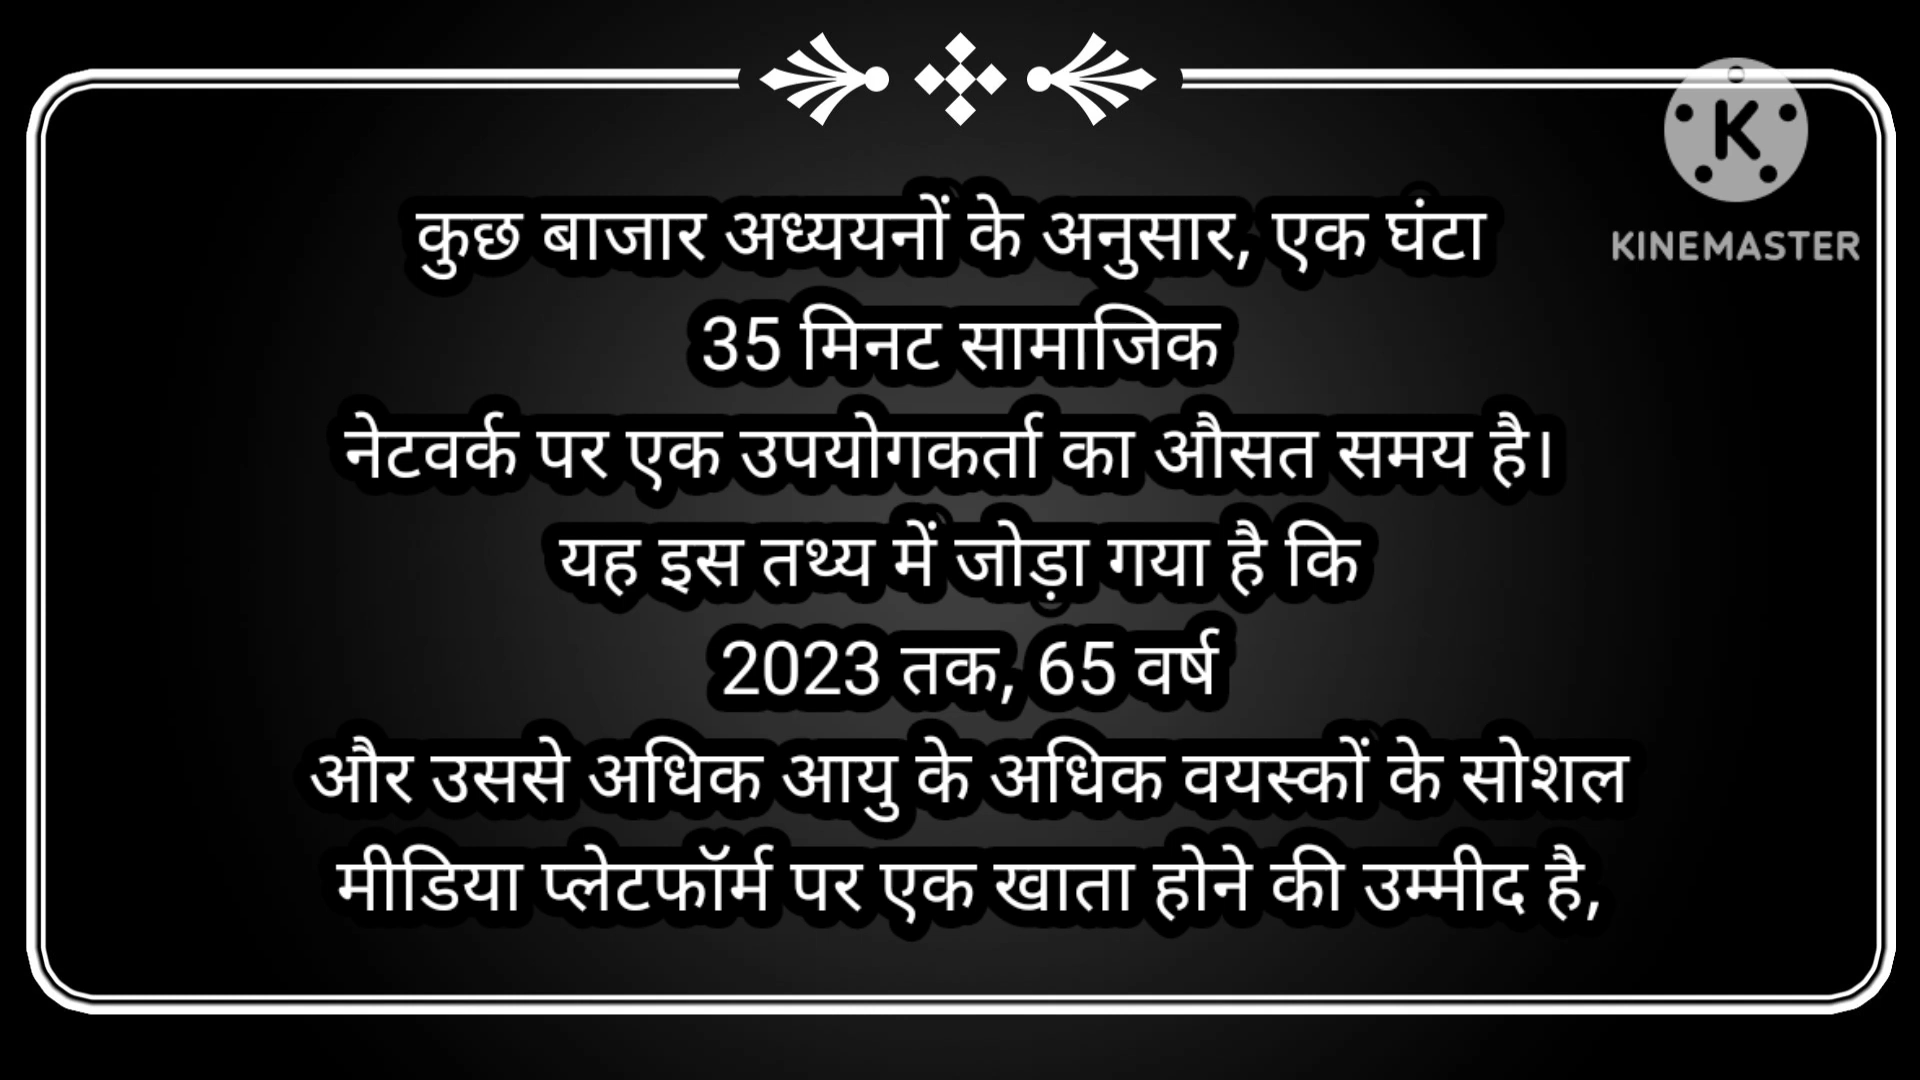 कुछ बाजार अध्ययनों के अनुसार, एक घंटा
35 मिनट सामाजिक
नेटवर्क पर एक उपयोगकर्ता का औसत समय है।
यह इस तथ्य में जोड़ा गया है कि
2023 तक, 65 वर्ष
और उससे अधिक आयु के अधिक वयस्कों के सोशल
मीडिया प्लेटफॉर्म पर एक खाता होने की उम्मीद है,
K
KINEMASTER